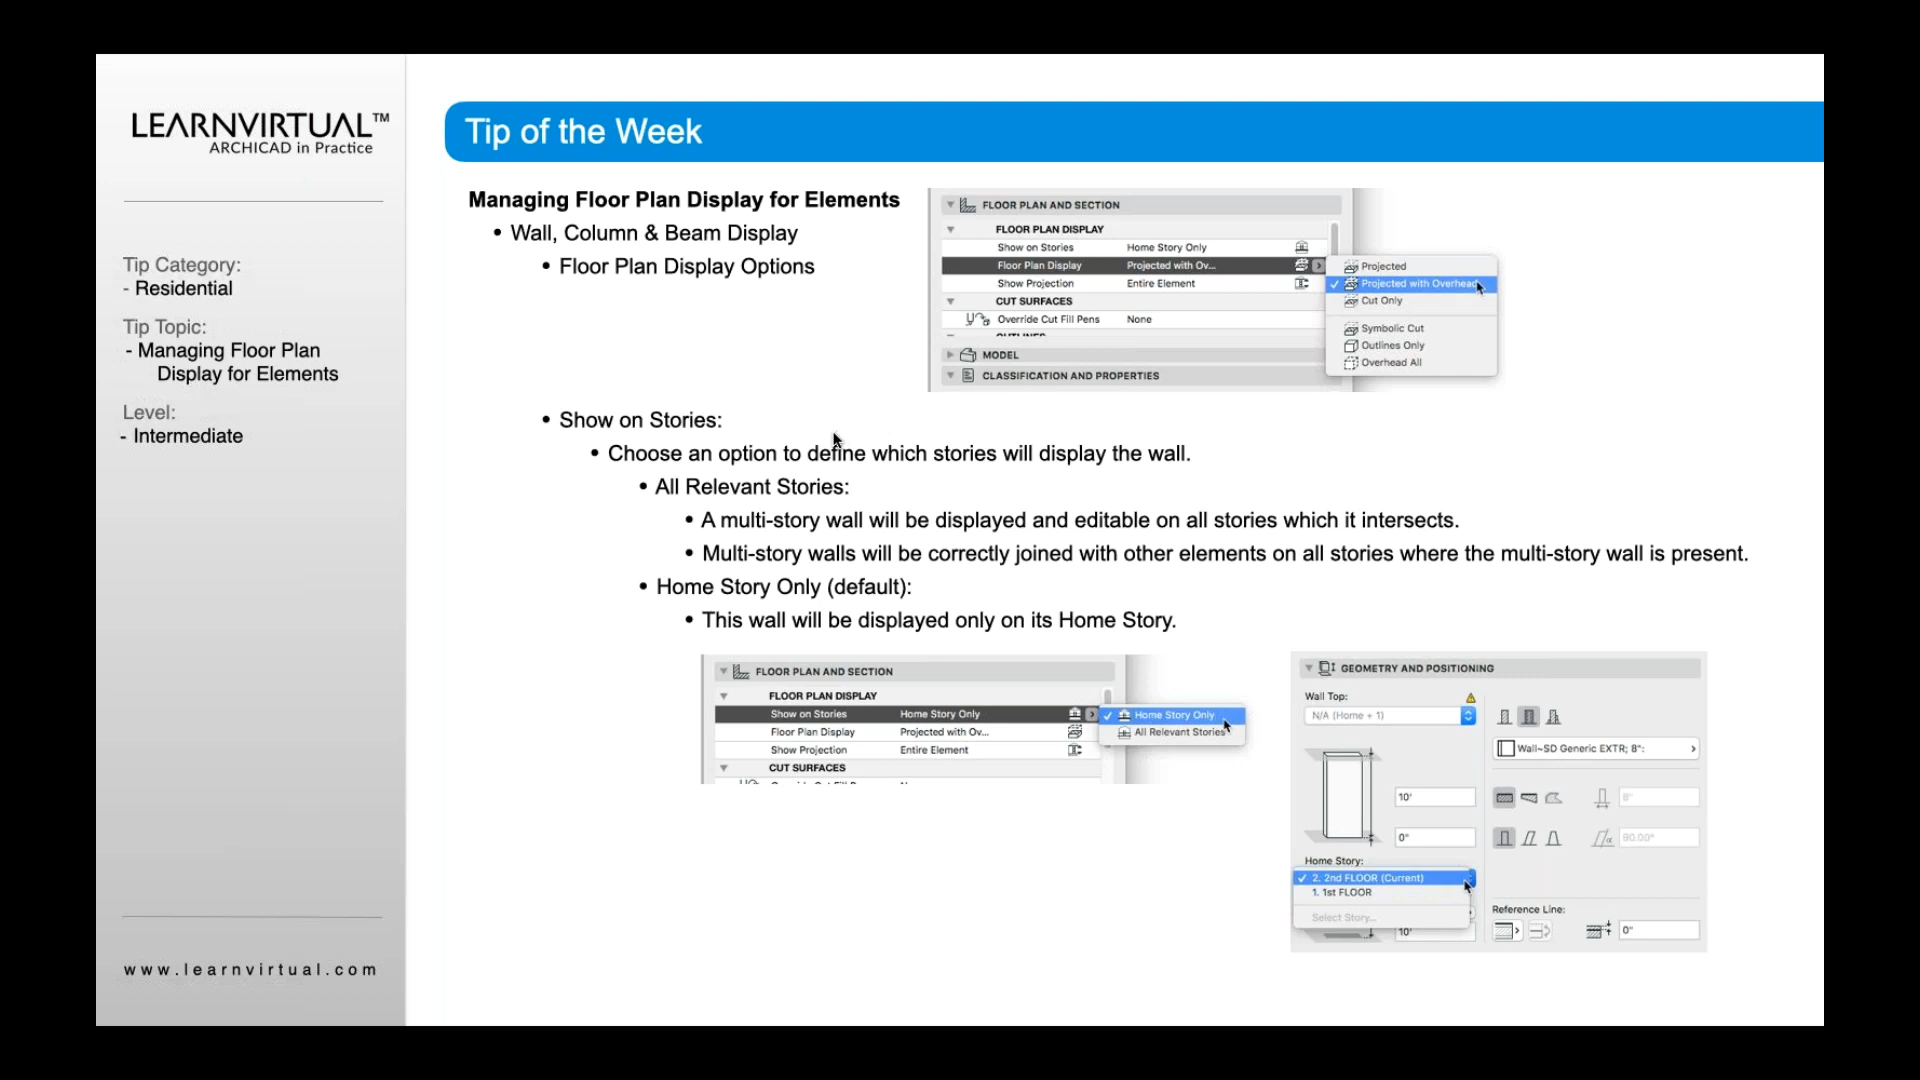 LEARNVIRTUAL™
ARCHICAD in Practice
Tip Category:
- Residential
Tip Topic:
- Managing Floor Plan
Display for Elements
Level:
- Intermediate
www.learnvirtual.com
Tip of the Week
Managing Floor Plan Display for Elements
• Wall, Column & Beam Display
• Floor Plan Display Options
FLOOR PLAN AND SECTION
FLOOR PLAN DISPLAY
Show on Stories Home Story Only
Floor Plan Display Projected with Ov...
Show Projection Entire Element
CUT SURFACES
Override Cut Fill Pens None
MODEL
CLASSIFICATION AND PROPERTIES
Projected
Projected with Overhead
Cut Only
Symbolic Cut
Outlines Only
Overhead All
• Show on Stories:
• Choose an option to define which stories will display the wall.
• All Relevant Stories:
• A multi-story wall will be displayed and editable on all stories which it intersects.
• Multi-story walls will be correctly joined with other elements on all stories where the multi-story wall is present.
• Home Story Only (default):
• This wall will be displayed only on its Home Story.
FLOOR PLAN AND SECTION
FLOOR PLAN DISPLAY
Show on Stories Home Story Only
Floor Plan Display Projected with Ov...
Show Projection Entire Element
CUT SURFACES
Home Story Only
All Relevant Stories
GEOMETRY AND POSITIONING
Wall Top:
N/A (Home + 1)
Wall~SD Generic EXTR; 8":
10'
8"
0"
90.00°
Home Story:
2. 2nd FLOOR (Current)
1. 1st FLOOR
Select Story...
10'
Reference Line:
0"